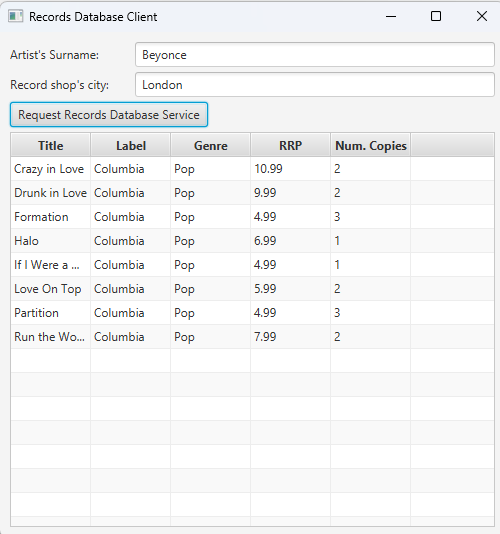 Records Database Client
Artist's Surname: Beyonce
Record shop's city: London
Request Records Database Service
Title Label Genre RRP Num. Copies
Crazy in Love Columbia Pop 10.99 2
Drunk in Love Columbia Pop 9.99 2
Formation Columbia Pop 4.99 3
Halo Columbia Pop 6.99 1
If I Were a ... Columbia Pop 4.99 1
Love On Top Columbia Pop 5.99 2
Partition Columbia Pop 4.99 3
Run the Wo... Columbia Pop 7.99 2